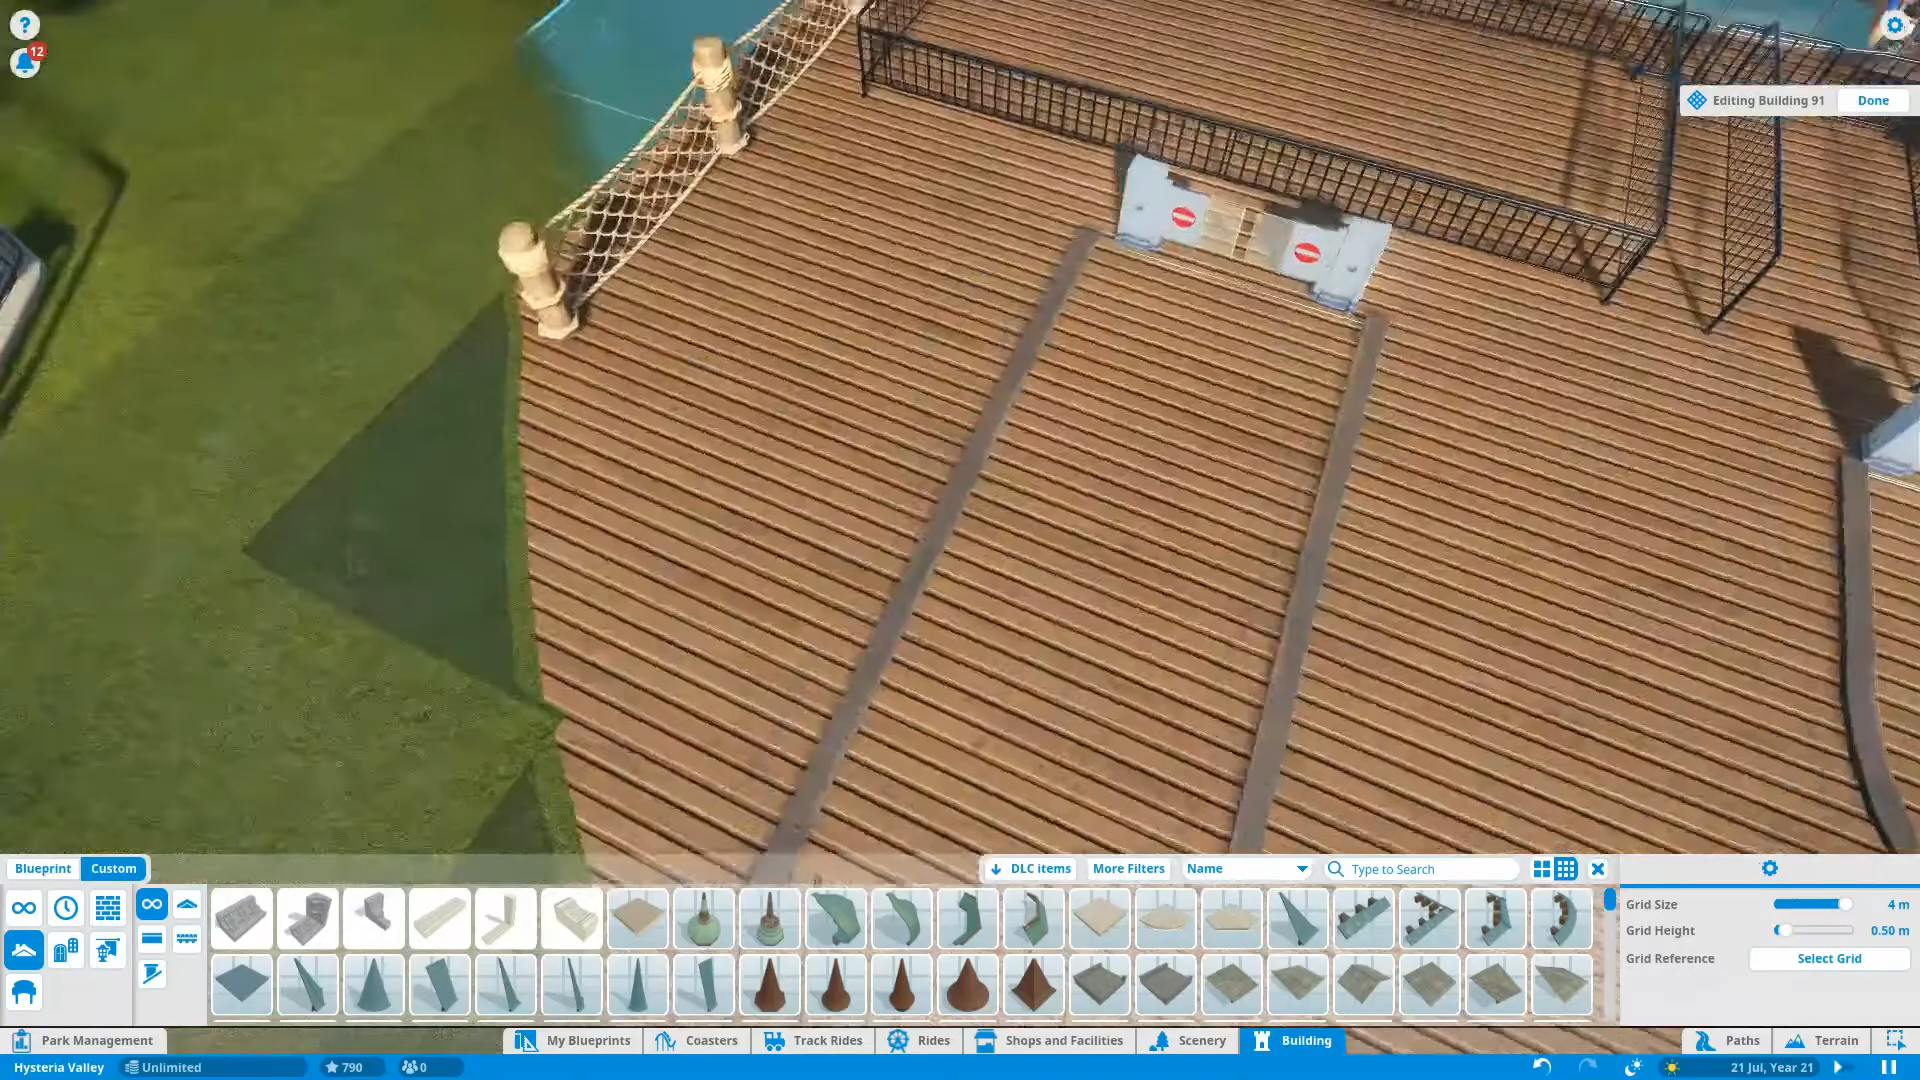 ?
12
Editing Building 91 Done
Blueprint Custom
DLC items More Filters Name Type to Search
Grid Size 4 m
Grid Height 0.50 m
Grid Reference Select Grid
Park Management My Blueprints Coasters Track Rides Rides Shops and Facilities Scenery Building Paths Terrain
Hysteria Valley Unlimited 790 0 21 Jul, Year 21